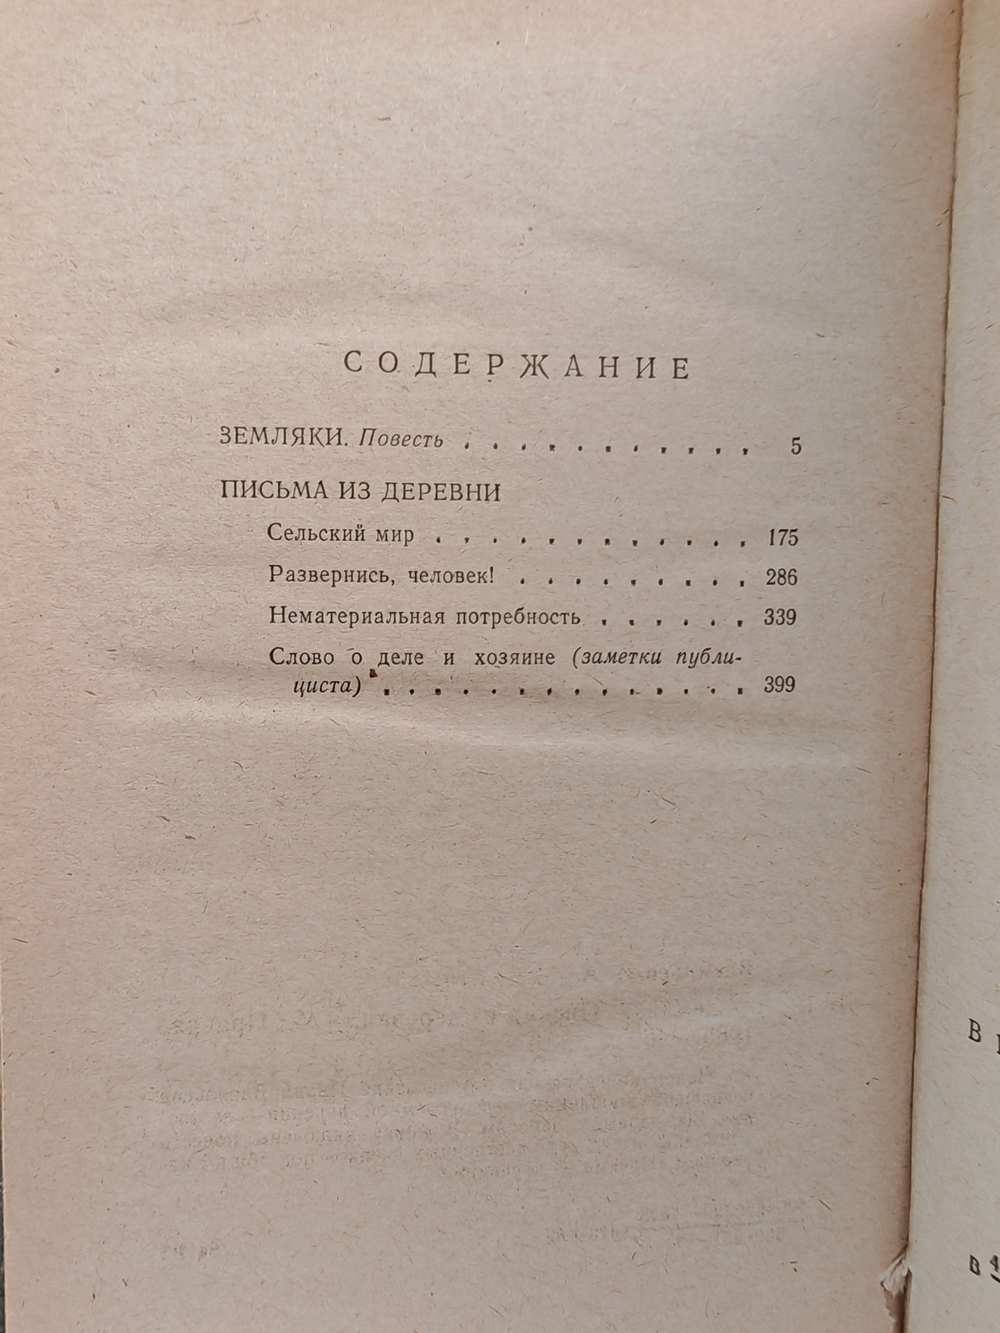 СОДЕРЖАНИЕ
ЗЕМЛЯКИ. Повесть . . . . . . . . . . . 5
ПИСЬМА ИЗ ДЕРЕВНИ
Сельский мир . . . . . . . . . . . . 175
Развернись, человек! . . . . . . . . . 286
Нематериальная потребность . . . . . . 339
Слово о деле и хозяине (заметки публи-
циста) . . . . . . . . . . . . . . 399
В